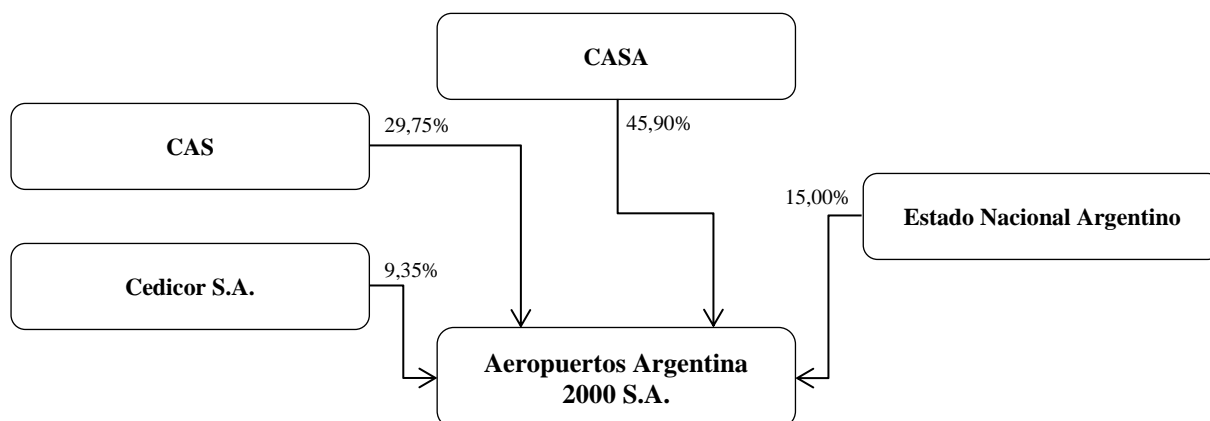 CASA
29,75%
45,90%
CAS
15,00%
Estado Nacional Argentino
Cedicor S.A.
9,35%
Aeropuertos Argentina
2000 S.A.